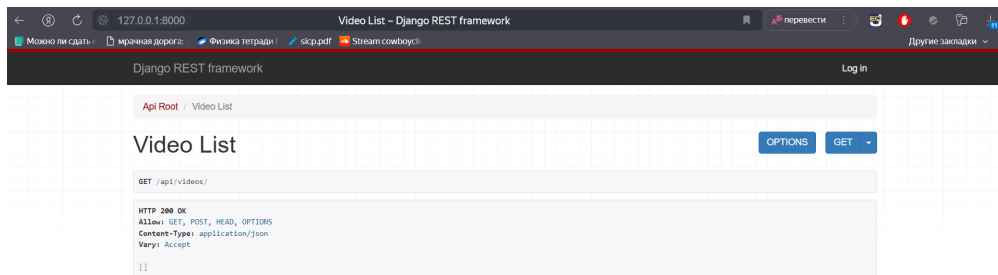 127.0.0.1:8000
Video List – Django REST framework
перевести
Можно ли сдать
мрачная дорога:
Физика тетради
sicp.pdf
Stream cowboycli
Другие закладки
11
Django REST framework
Log in
Api Root / Video List
Video List
OPTIONS
GET
GET /api/videos/
HTTP 200 OK
Allow: GET, POST, HEAD, OPTIONS
Content-Type: application/json
Vary: Accept
[]